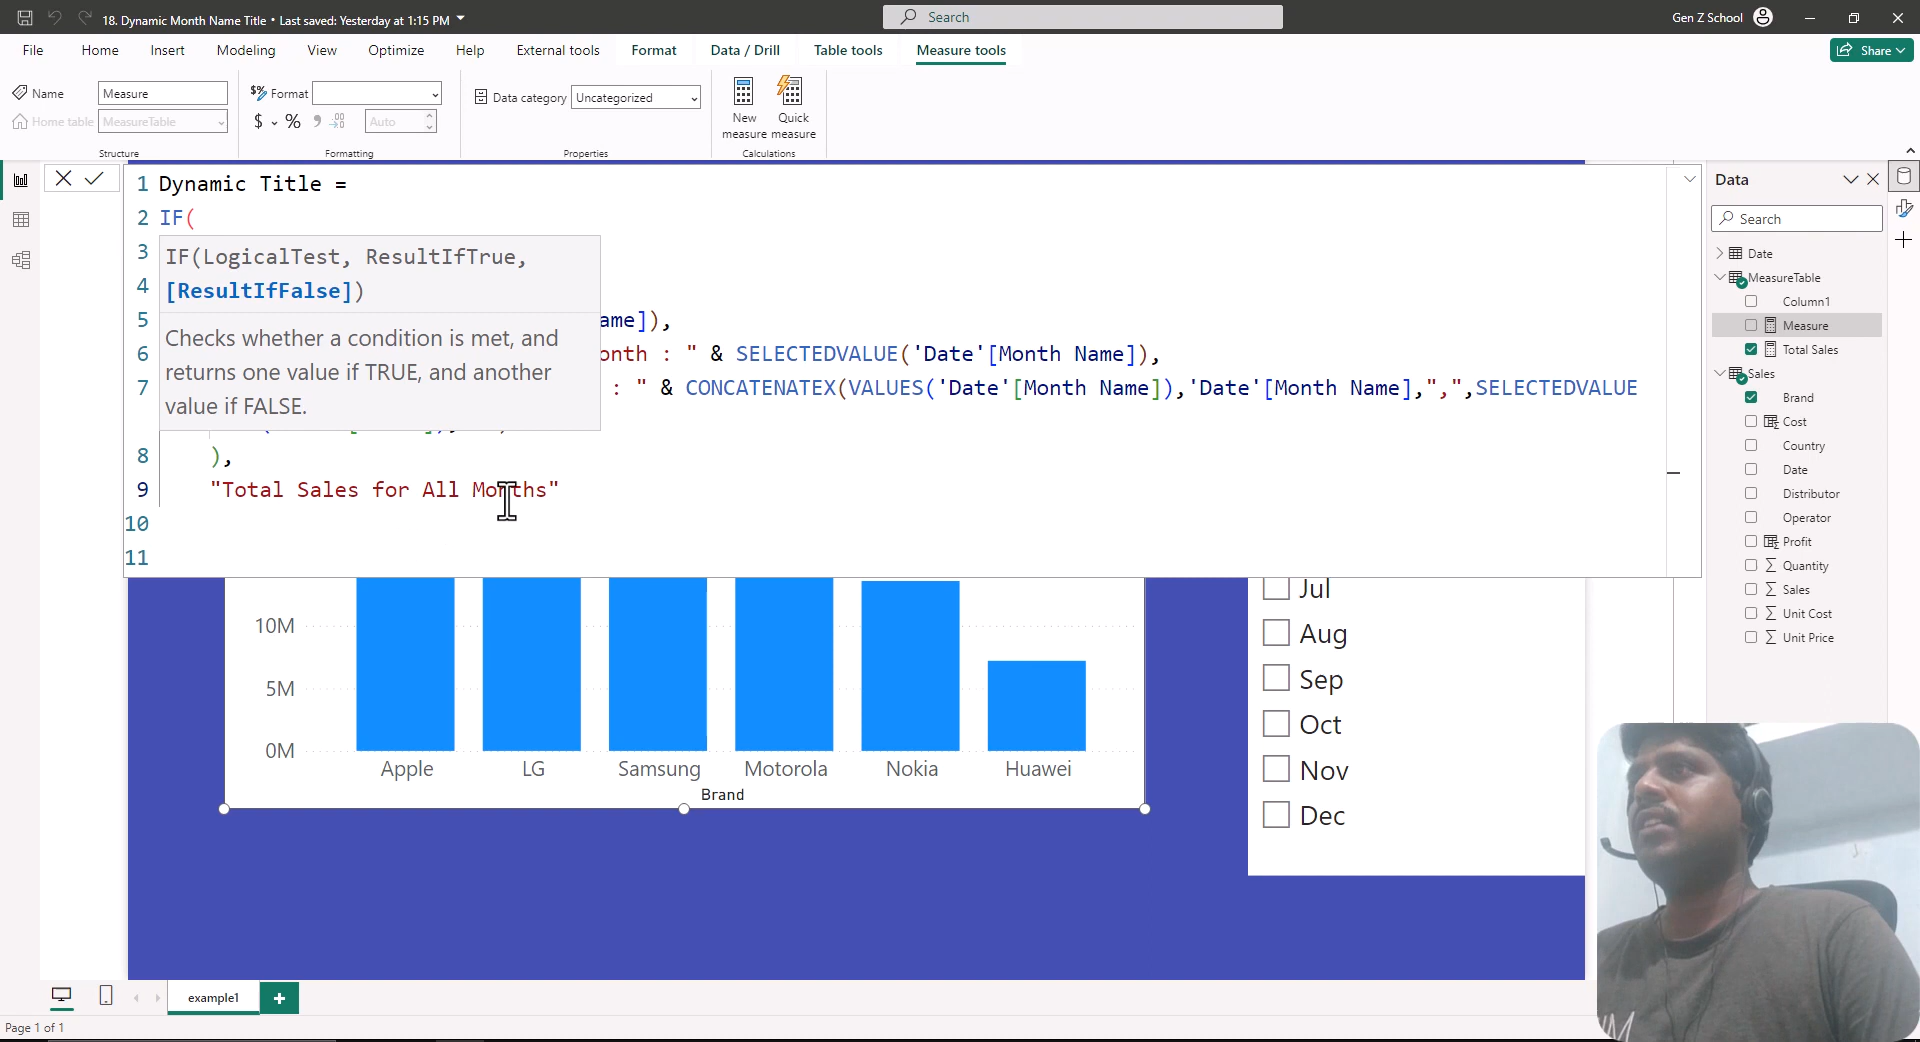 18. Dynamic Month Name Title • Last saved: Yesterday at 1:15 PM
Search
Gen Z School
File
Home
Insert
Modeling
View
Optimize
Help
External tools
Format
Data / Drill
Table tools
Measure tools
Share
Name
Measure
Home table
MeasureTable
Structure
$% Format
$ % Auto
Formatting
Data category
Uncategorized
Properties
New measure
Quick measure
Calculations
1 Dynamic Title =
2 IF(
3
4
5 ame]),
6 onth : " & SELECTEDVALUE('Date'[Month Name]),
7 : " & CONCATENATEX(VALUES('Date'[Month Name]),'Date'[Month Name],",",SELECTEDVALUE
8 ),
9 "Total Sales for All Months"
10
11
IF(LogicalTest, ResultIfTrue,
[ResultIfFalse])
Checks whether a condition is met, and
returns one value if TRUE, and another
value if FALSE.
10M
5M
0M
Apple
LG
Samsung
Motorola
Nokia
Huawei
Brand
Jul
Aug
Sep
Oct
Nov
Dec
Data
Search
Date
MeasureTable
Column1
Measure
Total Sales
Sales
Brand
Cost
Country
Date
Distributor
Operator
Profit
Quantity
Sales
Unit Cost
Unit Price
example1
Page 1 of 1